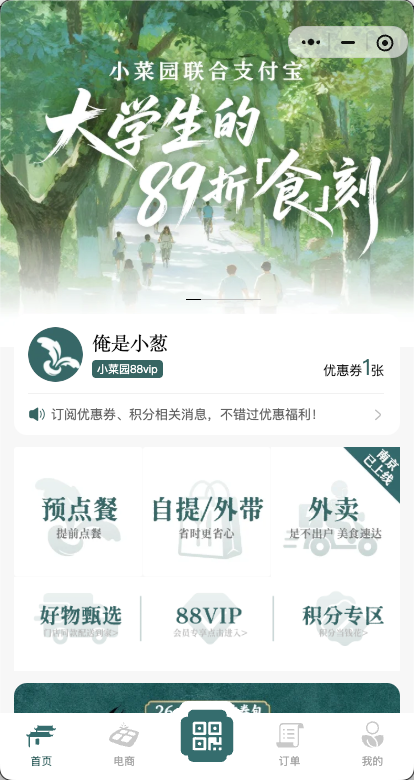 小菜园联合支付宝
大学生的
89折「食」刻
俺是小葱
小菜园88vip
优惠券1张
订阅优惠券、积分相关消息，不错过优惠福利！
南京
已上线
预点餐
提前点餐
自提/外带
省时更省心
外卖
足不出户 美食速达
好物甄选
88VIP
会员专享点击进入>
积分专区
积分当钱花>
首页
电商
订单
我的